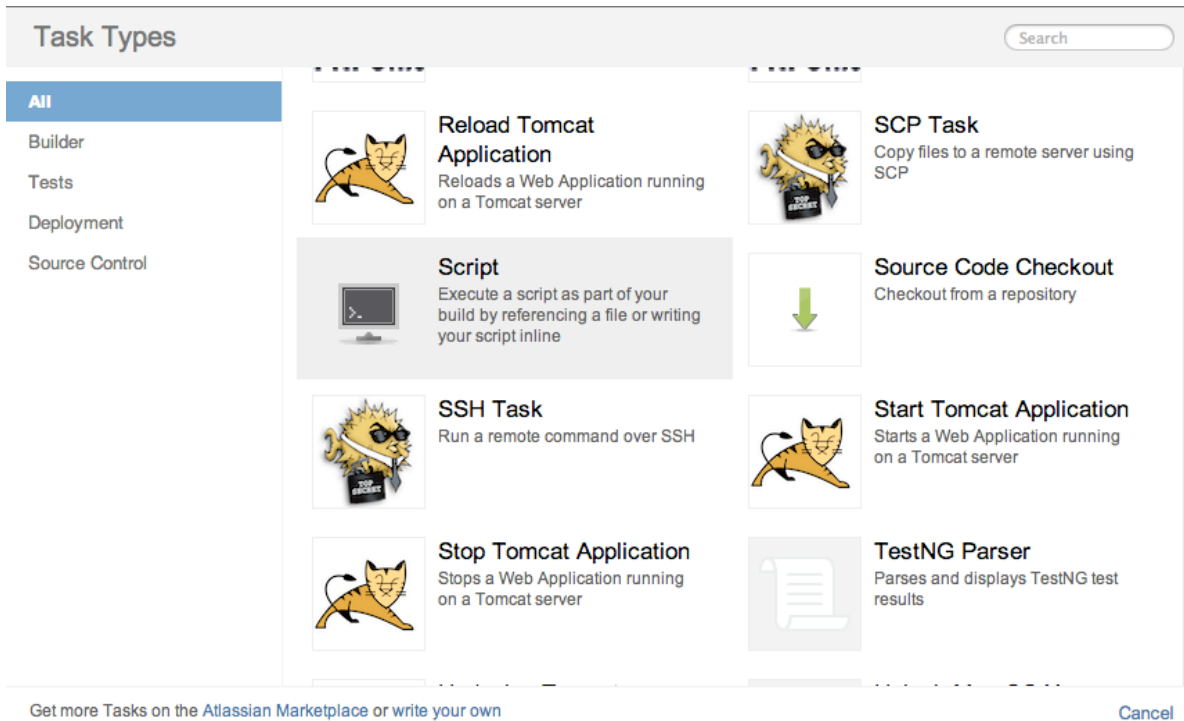 Task Types
Search
All
Builder
Tests
Deployment
Source Control
Reload Tomcat
Application
Reloads a Web Application running
on a Tomcat server
SCP Task
Copy files to a remote server using
SCP
TOP
SECRET
Script
Execute a script as part of your
build by referencing a file or writing
your script inline
Source Code Checkout
Checkout from a repository
SSH Task
Run a remote command over SSH
TOP
SECRET
Start Tomcat Application
Starts a Web Application running
on a Tomcat server
Stop Tomcat Application
Stops a Web Application running
on a Tomcat server
TestNG Parser
Parses and displays TestNG test
results
Get more Tasks on the Atlassian Marketplace or write your own
Cancel